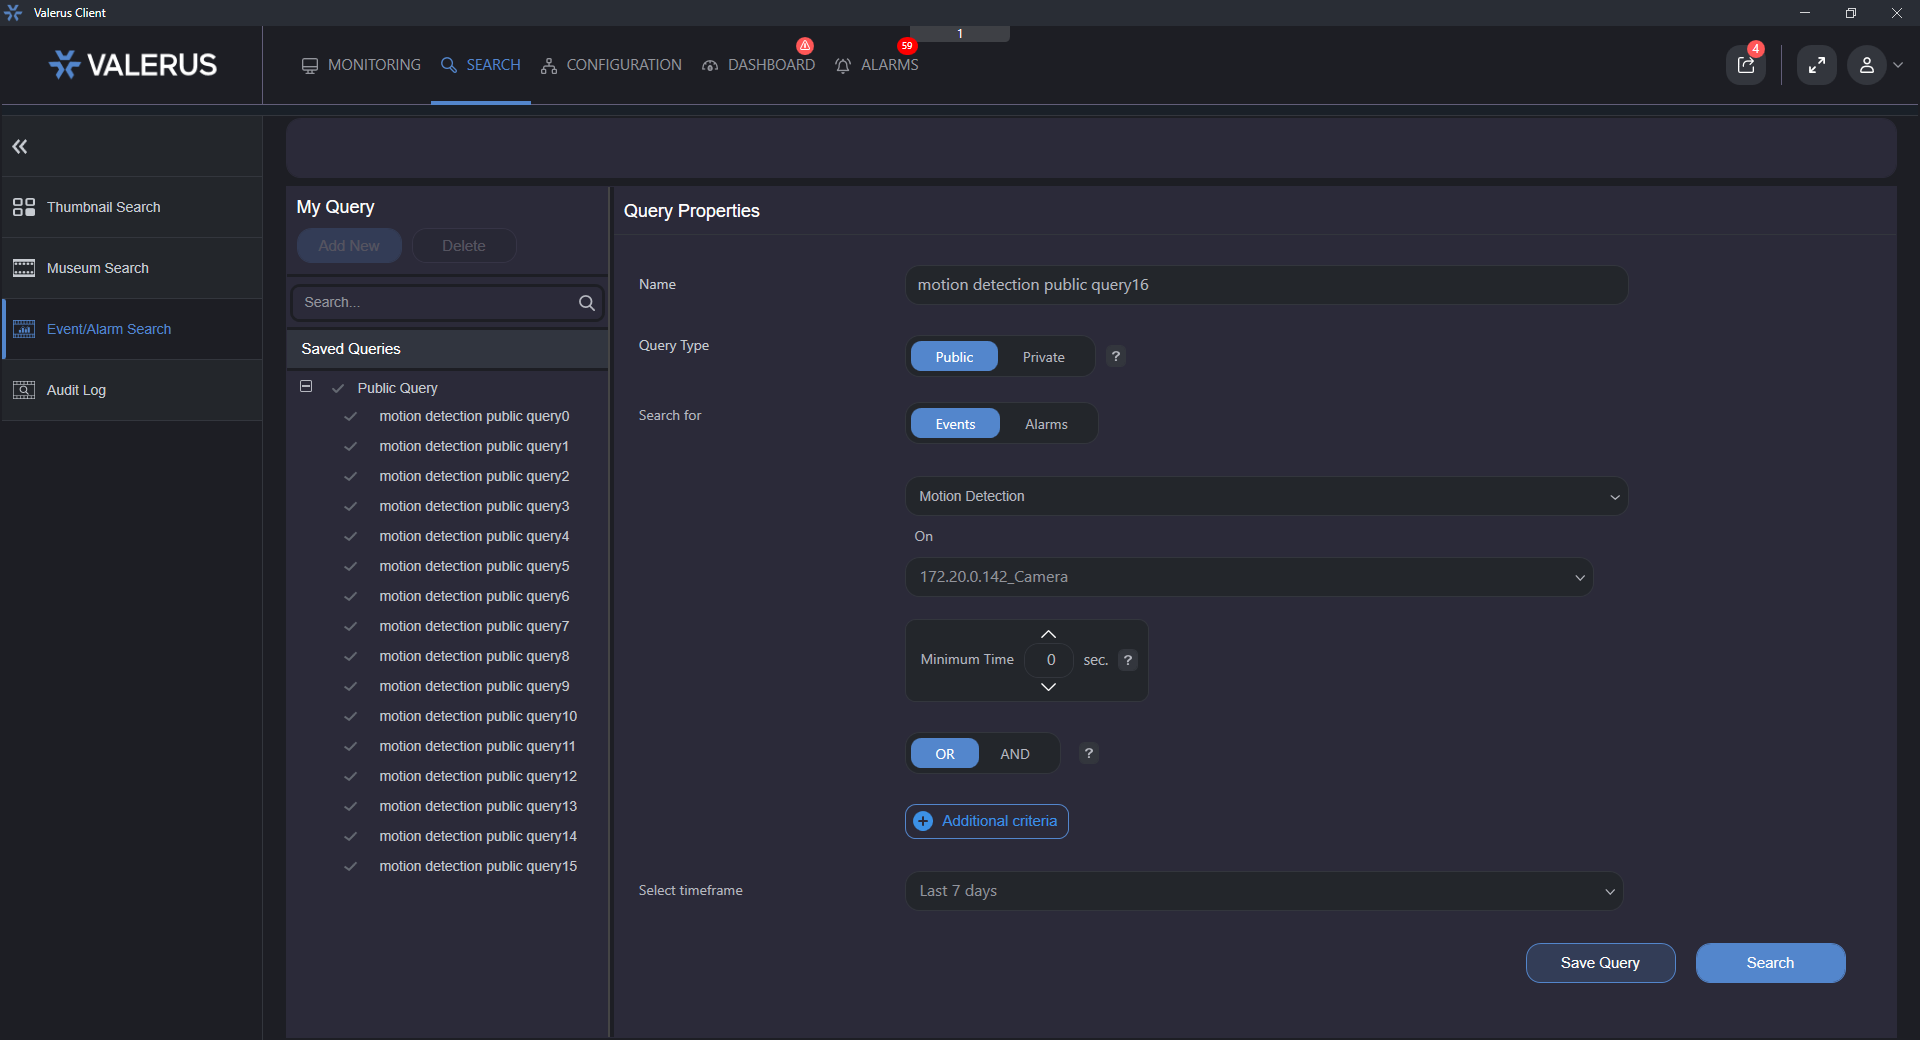 Valerus Client
1
VALERUS
MONITORING
SEARCH
CONFIGURATION
DASHBOARD
59
ALARMS
4
Thumbnail Search
Museum Search
Event/Alarm Search
Audit Log
My Query
Add New
Delete
Search...
Saved Queries
Public Query
motion detection public query0
motion detection public query1
motion detection public query2
motion detection public query3
motion detection public query4
motion detection public query5
motion detection public query6
motion detection public query7
motion detection public query8
motion detection public query9
motion detection public query10
motion detection public query11
motion detection public query12
motion detection public query13
motion detection public query14
motion detection public query15
Query Properties
Name
motion detection public query16
Query Type
Public
Private
?
Search for
Events
Alarms
Motion Detection
On
172.20.0.142_Camera
Minimum Time
0
sec.
?
OR
AND
?
Additional criteria
Select timeframe
Last 7 days
Save Query
Search